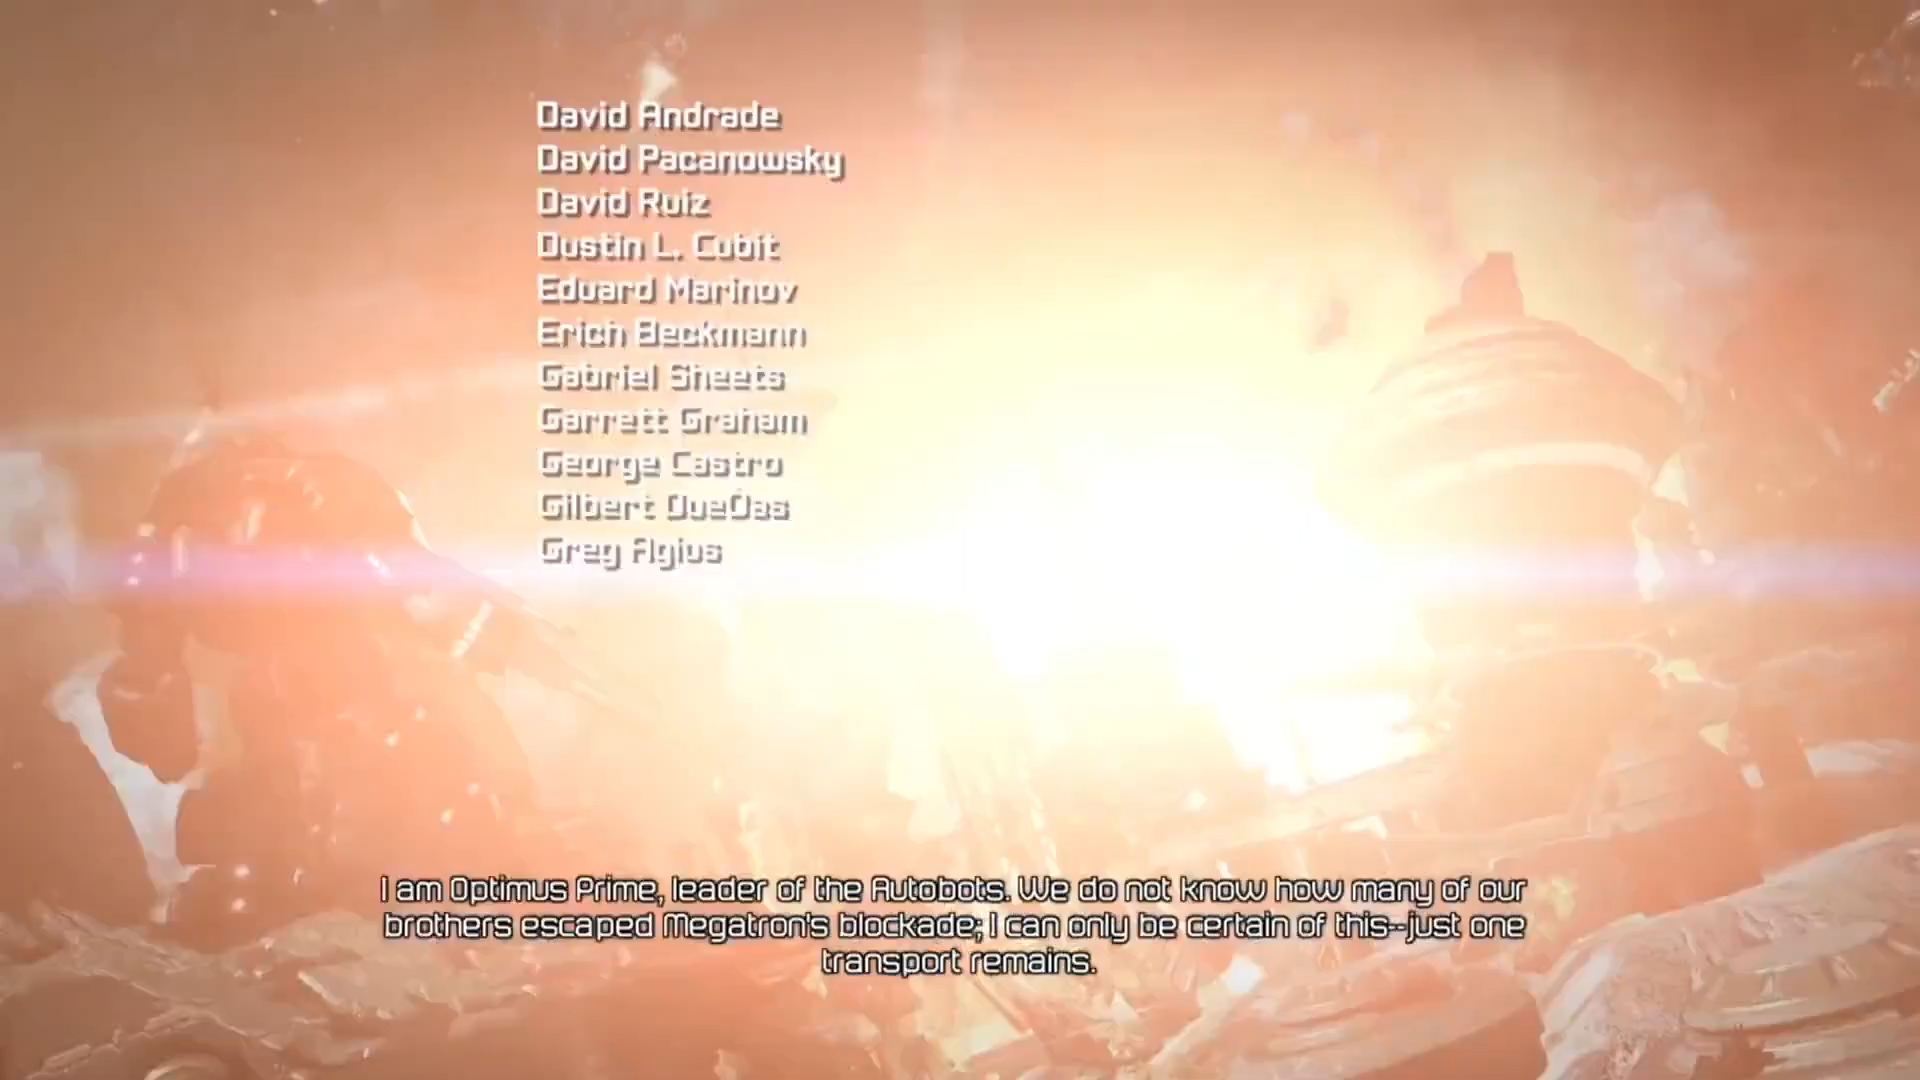 David Andrade
David Pacanowsky
David Ruiz
Dustin L. Cubit
Eduard Marinov
Erich Beckmann
Gabriel Sheets
Garrett Graham
George Castro
Gilbert DueÒas
Greg Agius
I am Optimus Prime, leader of the Autobots. We do not know how many of our
brothers escaped Megatron's blockade; I can only be certain of this--just one
transport remains.